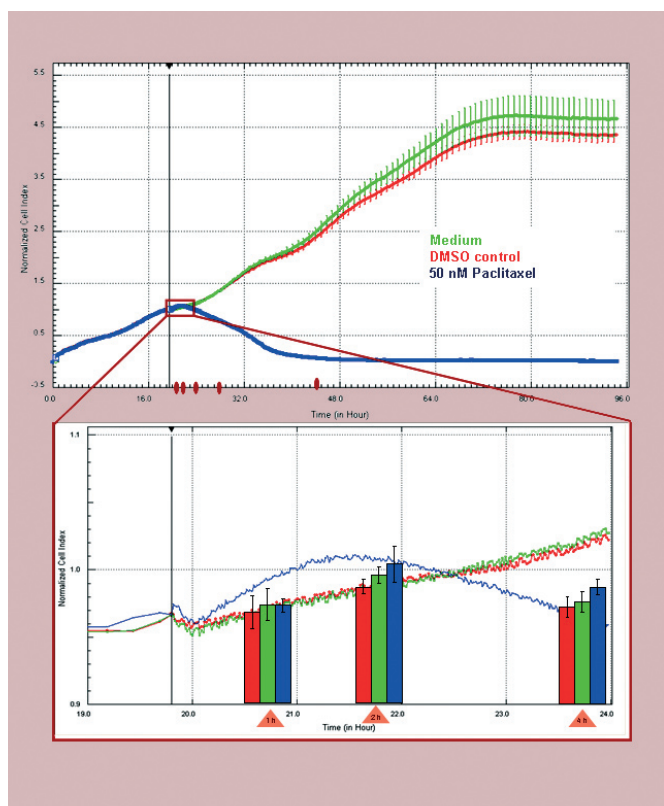 5.5
4.5
3.5
2.5
1.5
0.5
-0.5
Normalized Cell Index
Medium
DMSO control
50 nM Paclitaxel
0.0 16.0 32.0 48.0 64.0 80.0 96.0
Time (in Hour)
1.1
1.0
0.9
Normalized Cell Index
19.0 20.0 21.0 22.0 23.0 24.0
1h 2h 4h
Time (in Hour)